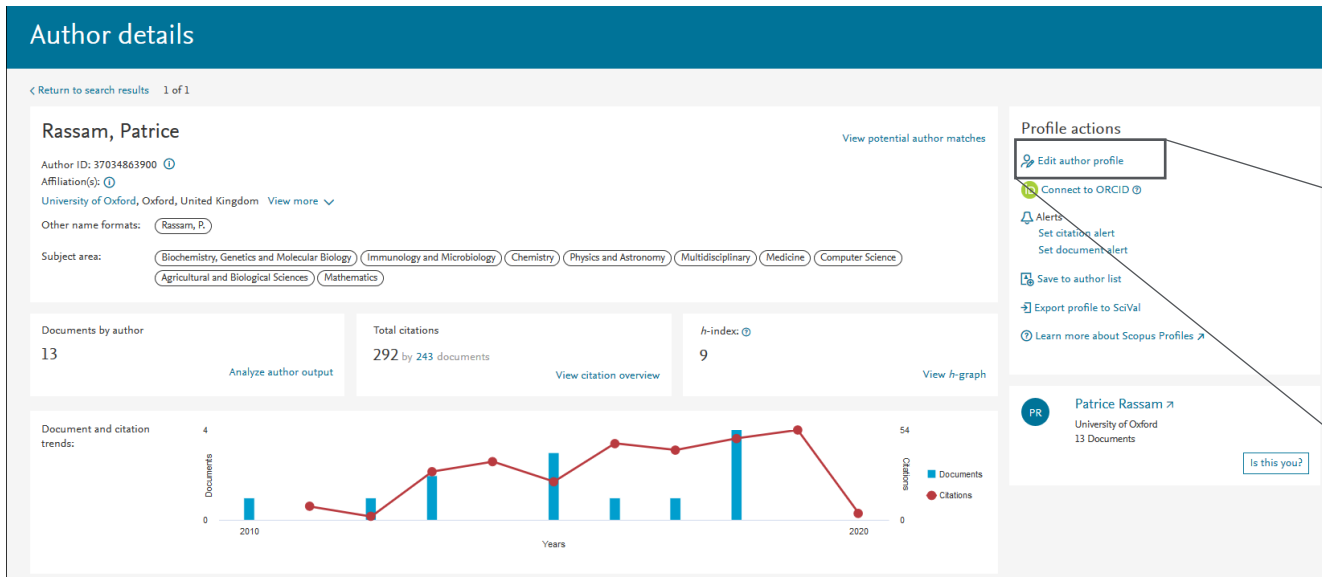 Author details
Return to search results 1 of 1
Rassam, Patrice
View potential author matches
Author ID: 37034863900
Affiliation(s):
University of Oxford, Oxford, United Kingdom View more
Other name formats: Rassam, P.
Subject area: Biochemistry, Genetics and Molecular Biology Immunology and Microbiology Chemistry Physics and Astronomy Multidisciplinary Medicine Computer Science
Agricultural and Biological Sciences Mathematics
Documents by author
13
Analyze author output
Total citations
292 by 243 documents
View citation overview
h-index:
9
View h-graph
Document and citation
trends:
4
Documents
0
2010
Years
2020
54
Citations
0
Documents
Citations
Profile actions
Edit author profile
iD Connect to ORCID
Alerts
Set citation alert
Set document alert
Save to author list
Export profile to SciVal
Learn more about Scopus Profiles
PR
Patrice Rassam
University of Oxford
13 Documents
Is this you?